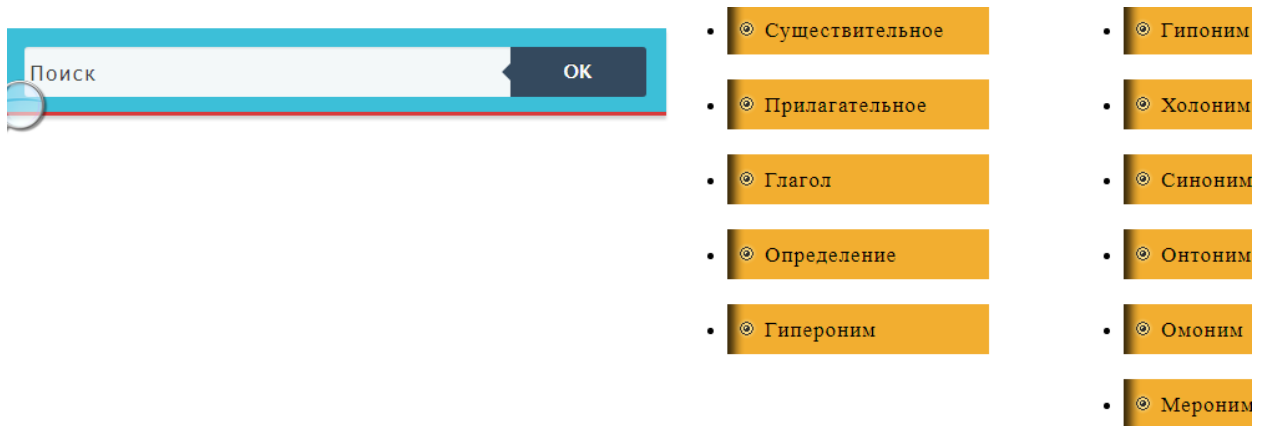 Поиск
OK
Существительное
Прилагательное
Глагол
Определение
Гипероним
Гипоним
Холоним
Синоним
Онтоним
Омоним
Мероним